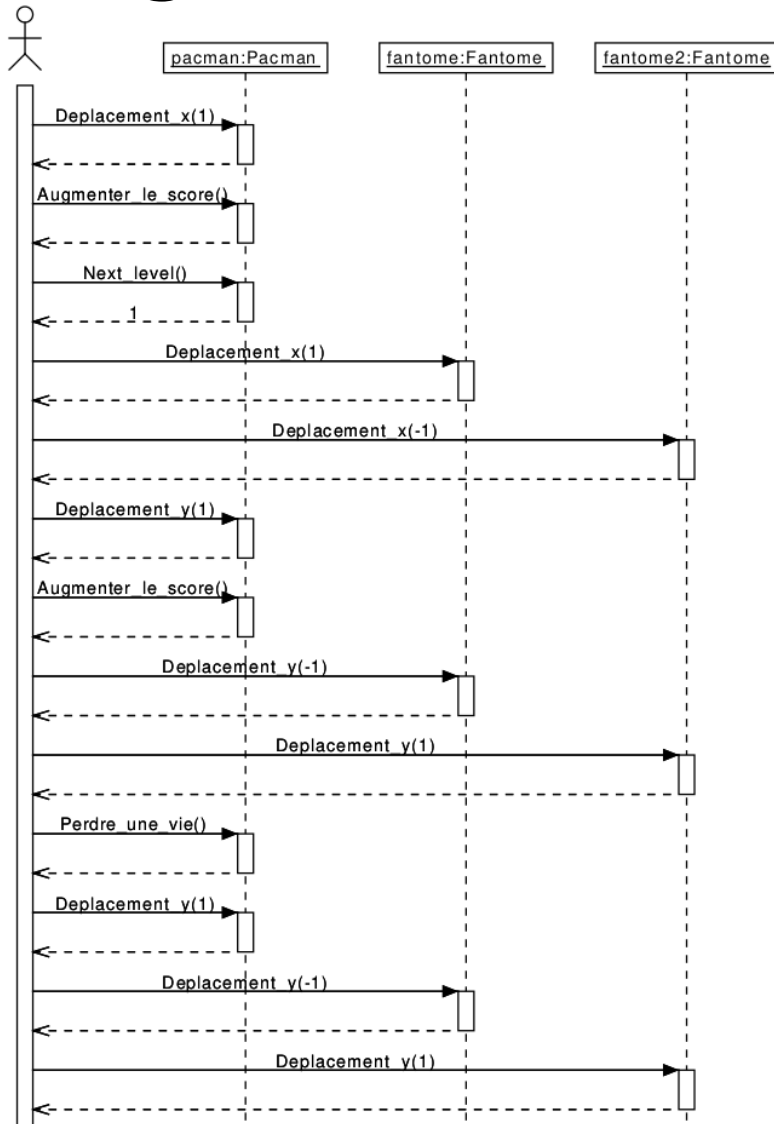 pacman:Pacman
fantome:Fantome
fantome2:Fantome
Deplacement_x(1)
Augmenter_le_score()
Next_level()
1
Deplacement_x(1)
Deplacement_x(-1)
Deplacement_y(1)
Augmenter_le_score()
Deplacement_y(-1)
Deplacement_y(1)
Perdre_une_vie()
Deplacement_y(1)
Deplacement_y(-1)
Deplacement_y(1)